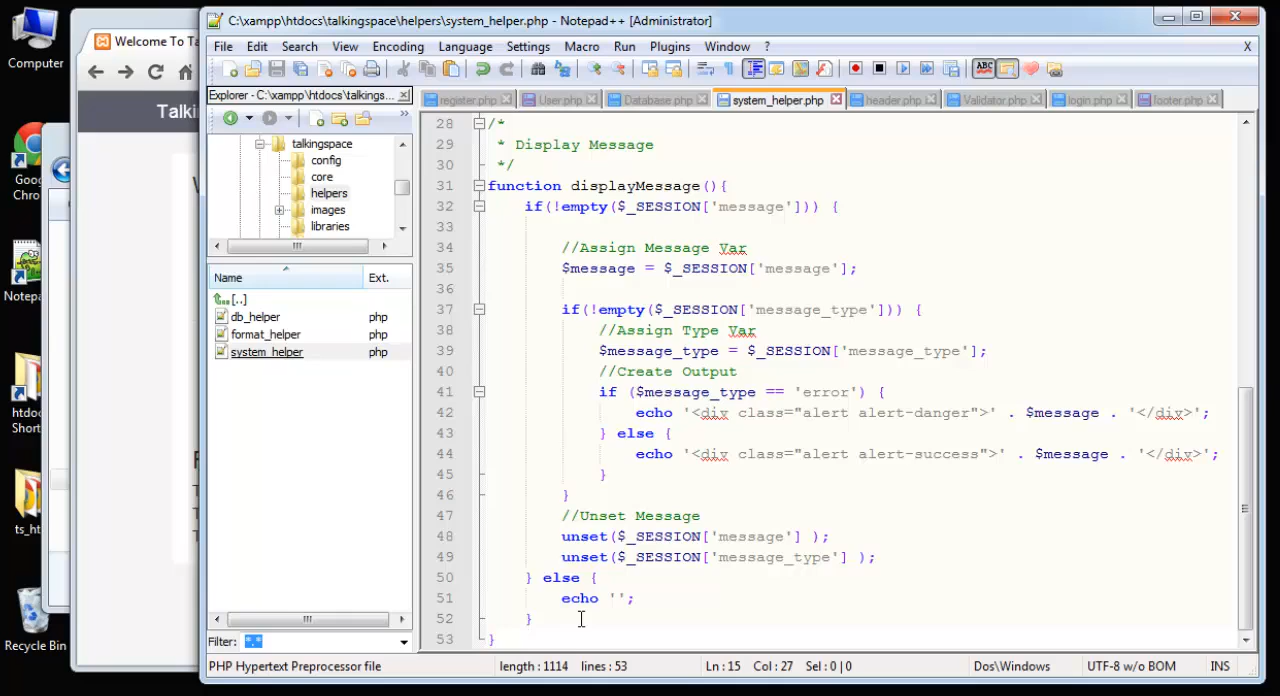 Computer
Goo
Chro
Notep
htdoc
Short
ts_ht
Recycle Bin
Welcome To Ta
Talki
C:\xampp\htdocs\talkingspace\helpers\system_helper.php - Notepad++ [Administrator]
File Edit Search View Encoding Language Settings Macro Run Plugins Window ? X
Explorer - C:\xampp\htdocs\talkings...
talkingspace
config
core
helpers
images
libraries
Name Ext.
[..]
db_helper php
format_helper php
system_helper php
Filter: *.*
register.php User.php Database.php system_helper.php header.php Validator.php login.php footer.php
28 /*
29 * Display Message
30 */
31 function displayMessage(){
32 if(!empty($_SESSION['message'])) {
33
34 //Assign Message Var
35 $message = $_SESSION['message'];
36
37 if(!empty($_SESSION['message_type'])) {
38 //Assign Type Var
39 $message_type = $_SESSION['message_type'];
40 //Create Output
41 if ($message_type == 'error') {
42 echo '<div class="alert alert-danger">' . $message . '</div>';
43 } else {
44 echo '<div class="alert alert-success">' . $message . '</div>';
45 }
46 }
47 //Unset Message
48 unset($_SESSION['message'] );
49 unset($_SESSION['message_type'] );
50 } else {
51 echo '';
52 }
53 }
PHP Hypertext Preprocessor file length : 1114 lines : 53 Ln : 15 Col : 27 Sel : 0 | 0 Dos\Windows UTF-8 w/o BOM INS